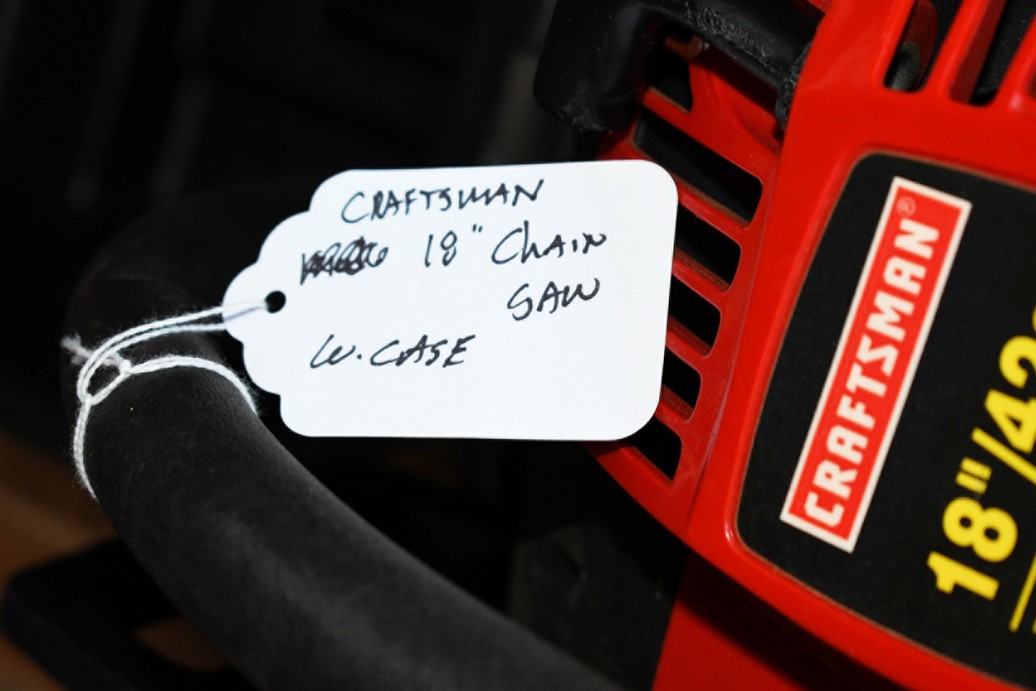 CRAFTSMAN
18" Chain
SAW
W. CASE
CRAFTSMAN®
18"/42